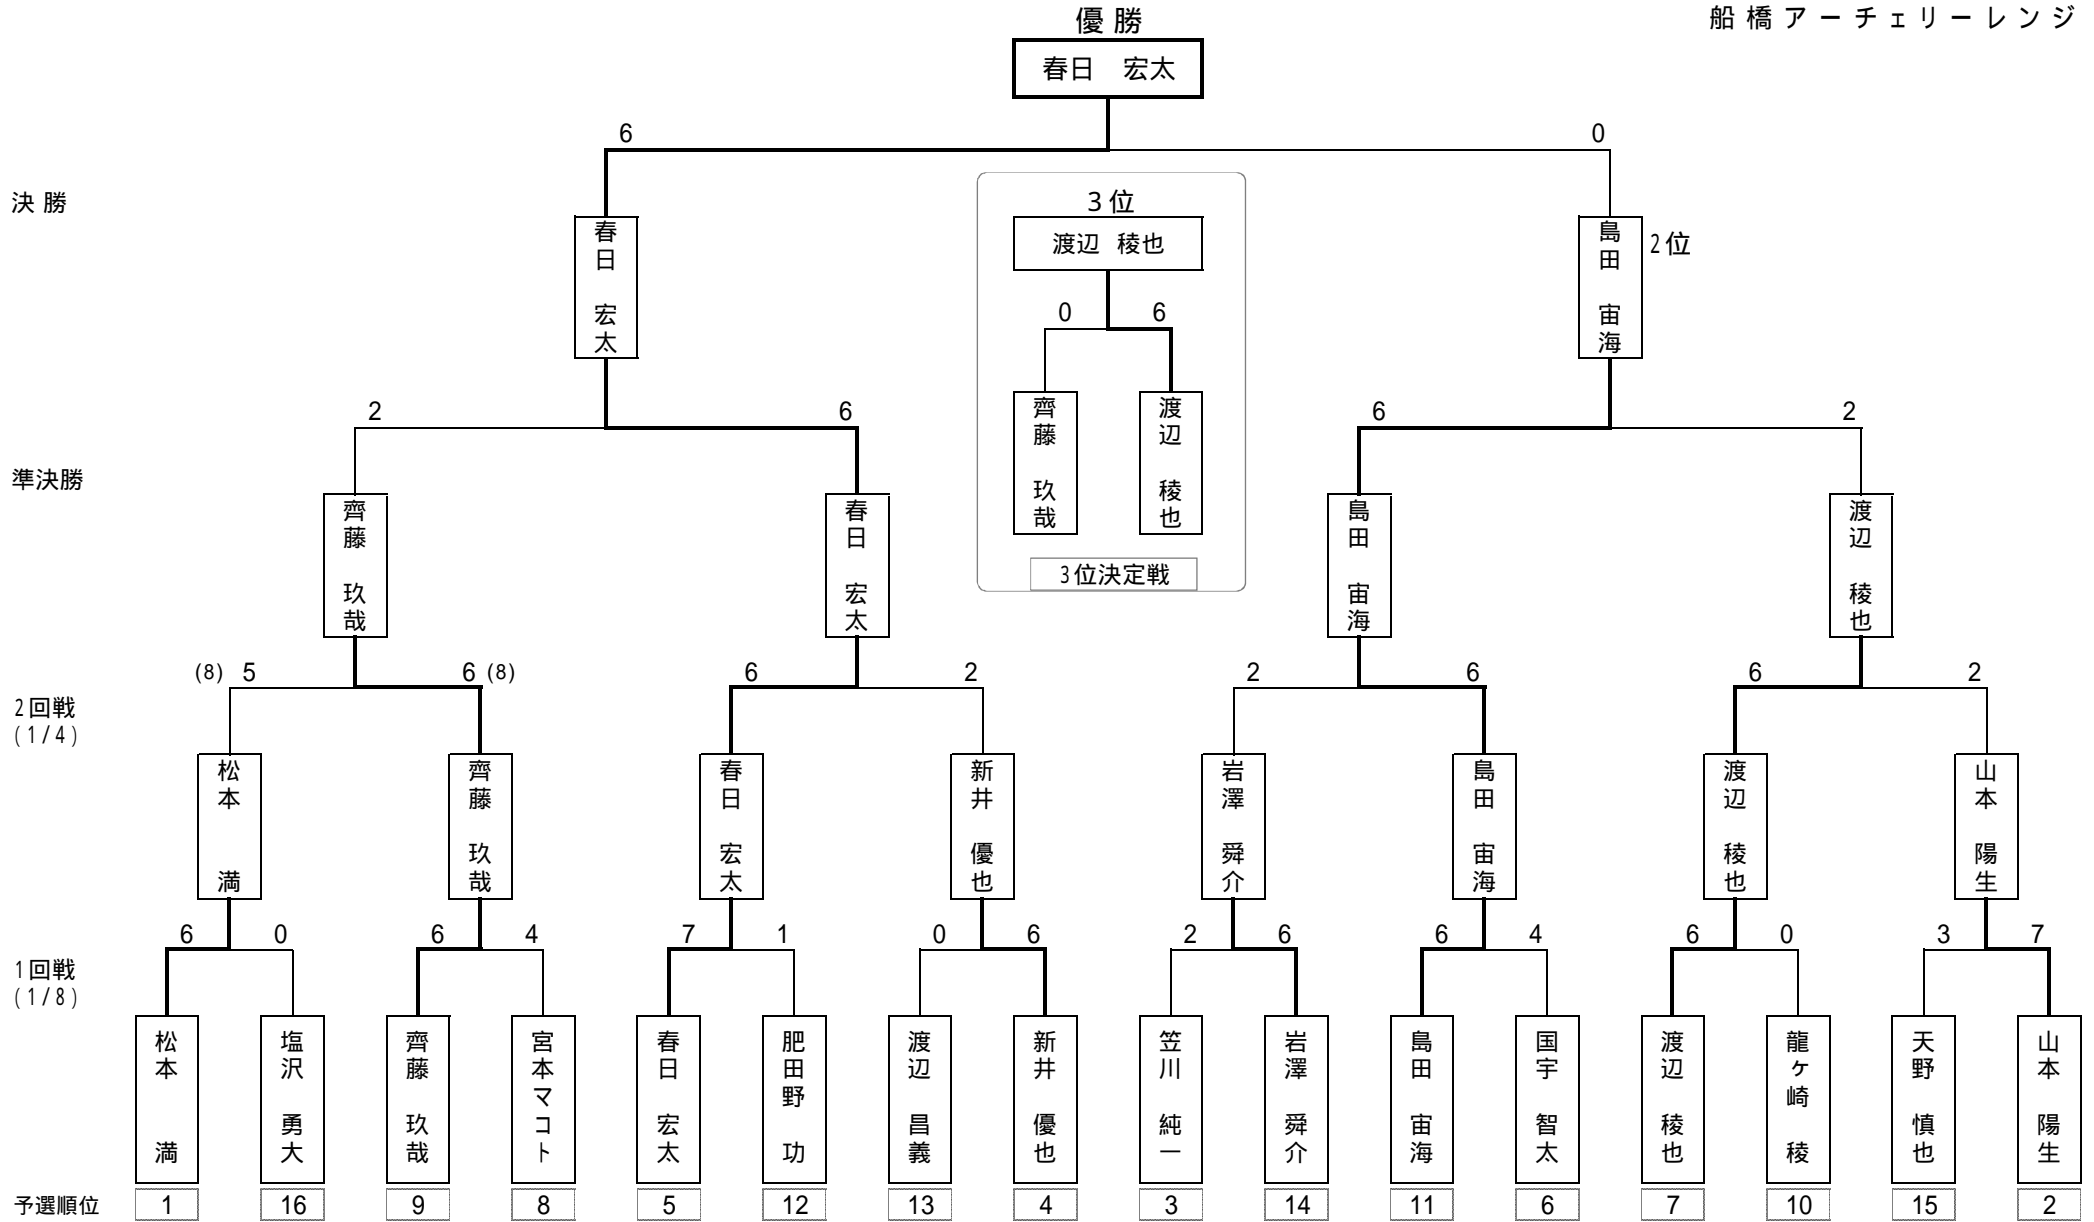 優勝
船橋アーチェリーレンジ
春日　宏太
6
0
決勝
3位
春日　宏太
渡辺　稜也
島田　宙海
2位
0
6
2
6
齊藤　玖哉
渡辺　稜也
6
2
準決勝
齊藤　玖哉
春日　宏太
3位決定戦
島田　宙海
渡辺　稜也
(8) 5
6 (8)
6
2
2
6
6
2
2回戦
(1/4)
松本　満
齊藤　玖哉
春日　宏太
新井　優也
岩澤　舜介
島田　宙海
渡辺　稜也
山本　陽生
6
0
6
4
7
1
0
6
2
6
6
4
6
0
3
7
1回戦
(1/8)
松本　満
塩沢　勇大
齊藤　玖哉
宮本マコト
春日　宏太
肥田野　功
渡辺　昌義
新井　優也
笠川　純一
岩澤　舜介
島田　宙海
国宇　智太
渡辺　稜也
龍ヶ崎　稜
天野　慎也
山本　陽生
予選順位
1
16
9
8
5
12
13
4
3
14
11
6
7
10
15
2